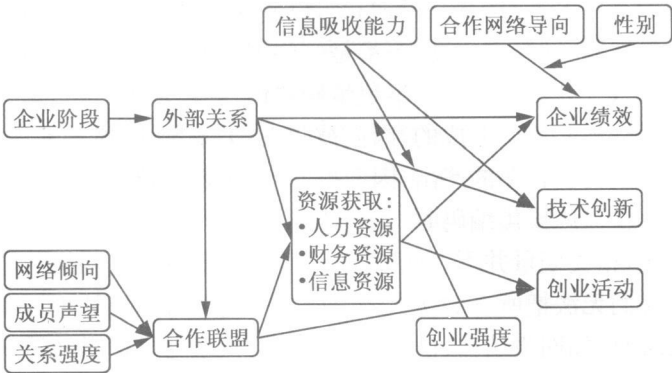 信息吸收能力
合作网络导向
性别
企业阶段
外部关系
企业绩效
资源获取：
•人力资源
•财务资源
•信息资源
技术创新
网络倾向
成员声望
关系强度
合作联盟
创业活动
创业强度